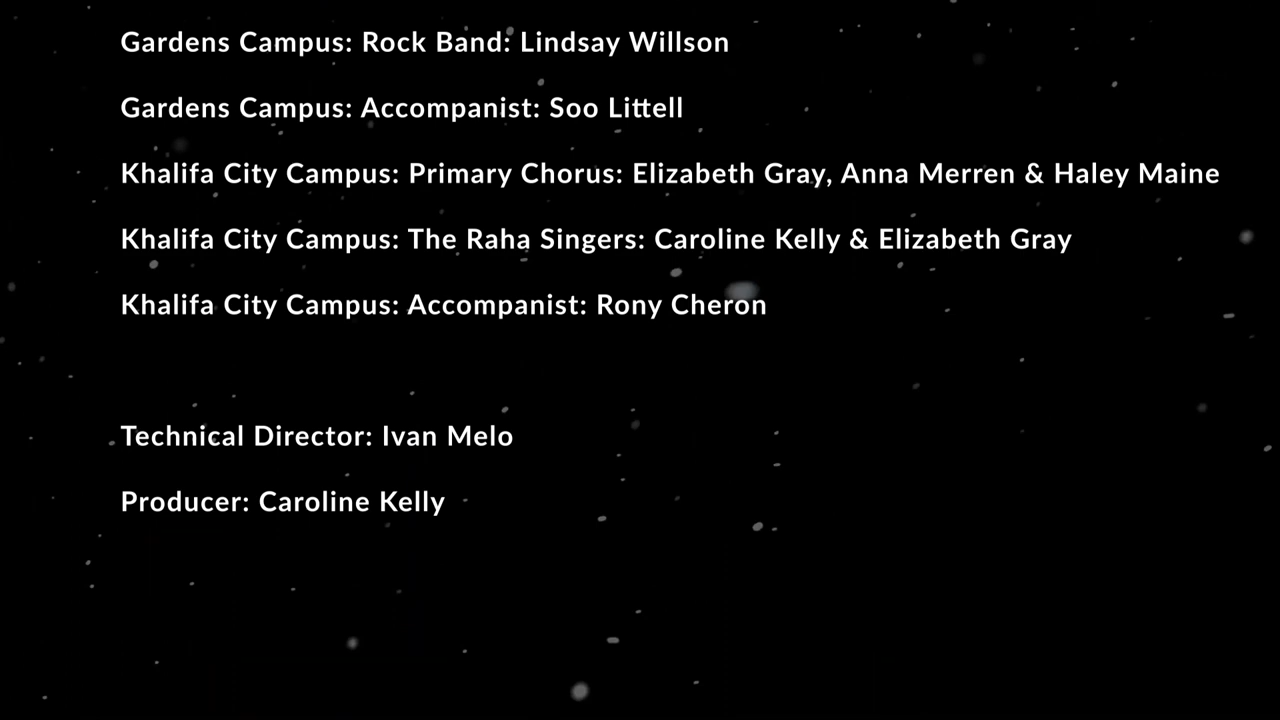 Gardens Campus: Rock Band: Lindsay Willson
Gardens Campus: Accompanist: Soo Littell
Khalifa City Campus: Primary Chorus: Elizabeth Gray, Anna Merren & Haley Maine
Khalifa City Campus: The Raha Singers: Caroline Kelly & Elizabeth Gray
Khalifa City Campus: Accompanist: Rony Cheron
Technical Director: Ivan Melo
Producer: Caroline Kelly